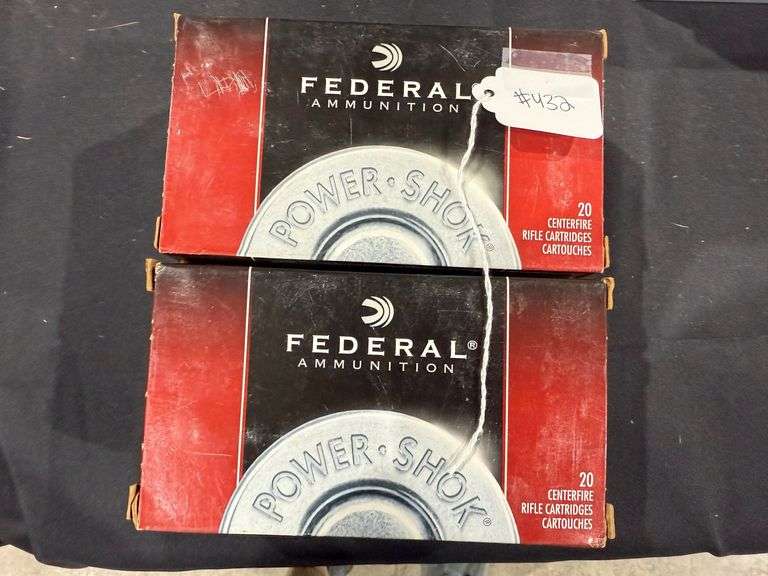 FEDERAL
AMMUNITION
#432
POWER·SHOK®
20
CENTERFIRE
RIFLE CARTRIDGES
CARTOUCHES
FEDERAL®
AMMUNITION
POWER·SHOK®
20
CENTERFIRE
RIFLE CARTRIDGES
CARTOUCHES